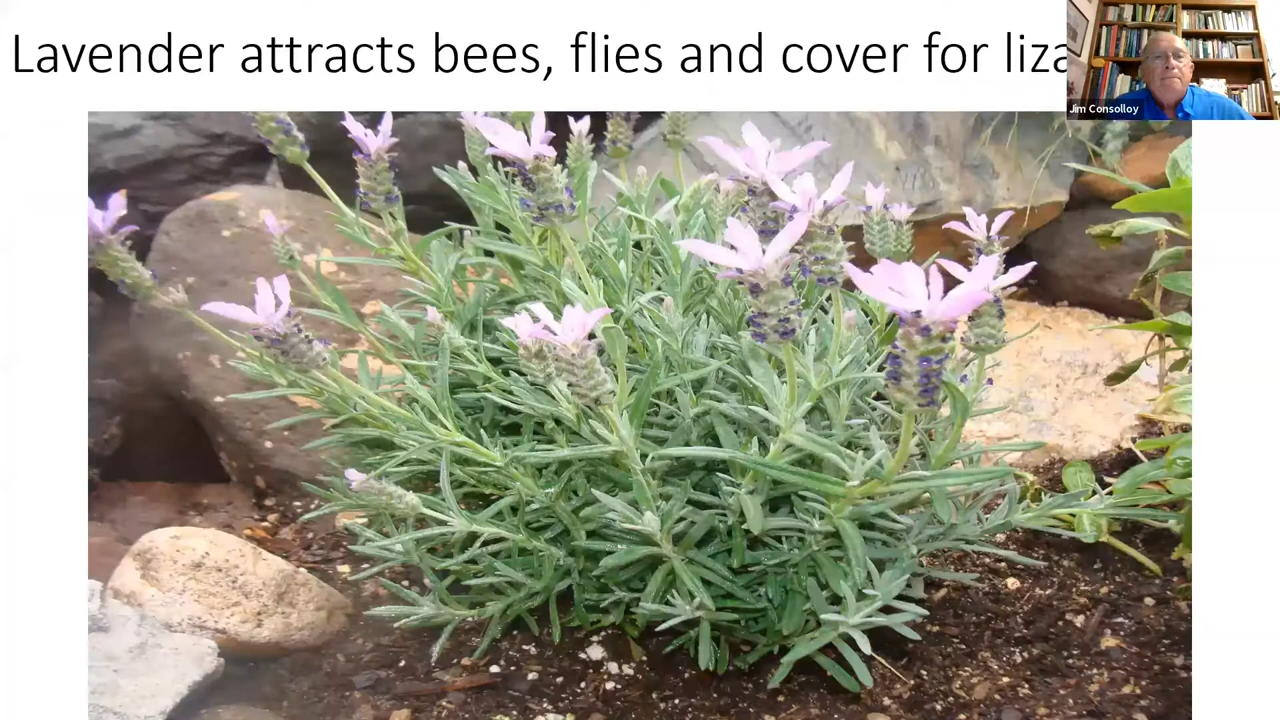 Lavender attracts bees, flies and cover for liza
Jim Consolloy